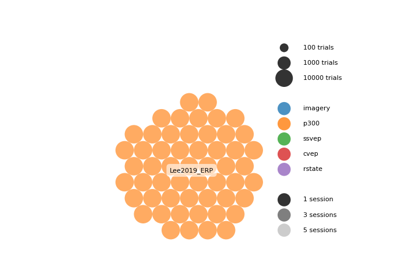 100 trials
1000 trials
10000 trials
imagery
p300
ssvep
cvep
Lee2019_ERP
rstate
1 session
3 sessions
5 sessions